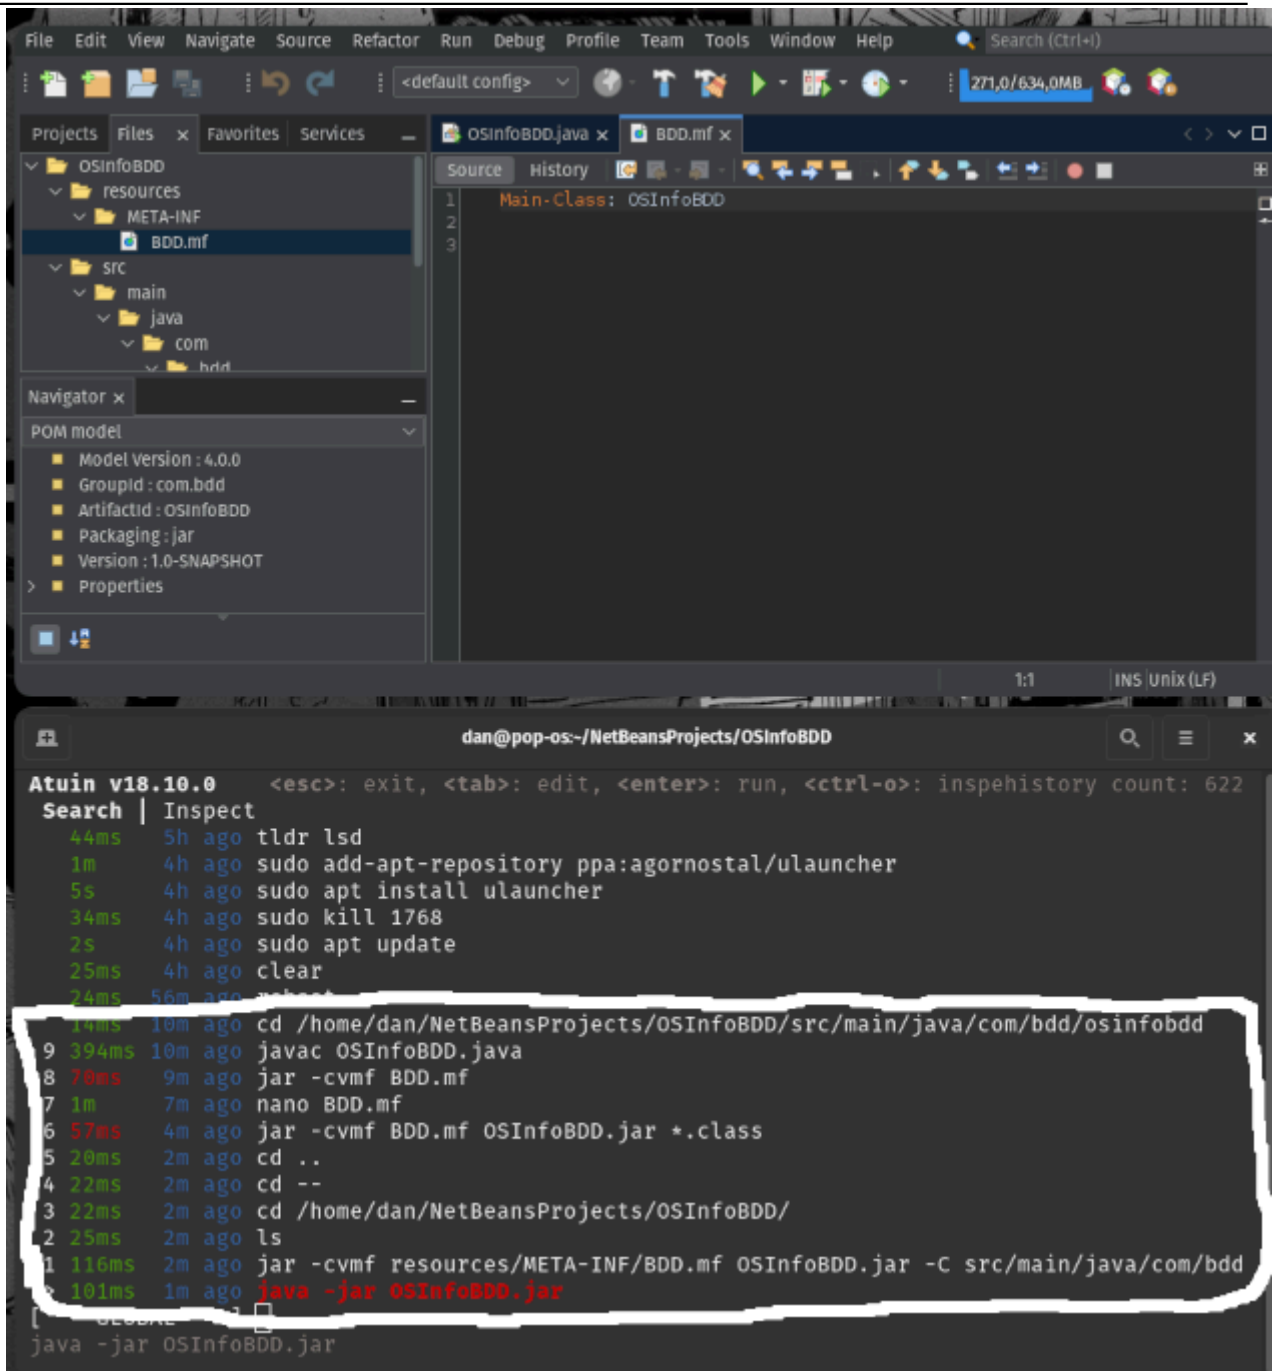 File Edit View Navigate Source Refactor Run Debug Profile Team Tools Window Help Search (Ctrl+I)
<default config> 271,0/634,0MB
Projects Files x Favorites Services
OSInfoBDD.java x BDD.mf x
OSInfoBDD
Source History
resources
META-INF
BDD.mf
src
main
java
com
bdd
1 Main-Class: OSInfoBDD
2
3
Navigator x
POM model
Model Version : 4.0.0
GroupId : com.bdd
ArtifactId : OSInfoBDD
Packaging : jar
Version : 1.0-SNAPSHOT
Properties
1:1 INS Unix (LF)
dan@pop-os:~/NetBeansProjects/OSInfoBDD
Atuin v18.10.0 <esc>: exit, <tab>: edit, <enter>: run, <ctrl-o>: inspehistory count: 622
Search | Inspect
44ms 5h ago tldr lsd
1m 4h ago sudo add-apt-repository ppa:agornostal/ulauncher
5s 4h ago sudo apt install ulauncher
34ms 4h ago sudo kill 1768
2s 4h ago sudo apt update
25ms 4h ago clear
24ms 56m ago reboot
14ms 10m ago cd /home/dan/NetBeansProjects/OSInfoBDD/src/main/java/com/bdd/osinfobdd
9 394ms 10m ago javac OSInfoBDD.java
8 70ms 9m ago jar -cvmf BDD.mf
7 1m 7m ago nano BDD.mf
6 57ms 4m ago jar -cvmf BDD.mf OSInfoBDD.jar *.class
5 20ms 2m ago cd ..
4 22ms 2m ago cd --
3 22ms 2m ago cd /home/dan/NetBeansProjects/OSInfoBDD/
2 25ms 2m ago ls
1 116ms 2m ago jar -cvmf resources/META-INF/BDD.mf OSInfoBDD.jar -C src/main/java/com/bdd
> 101ms 1m ago java -jar OSInfoBDD.jar
[ GLOBAL ]
java -jar OSInfoBDD.jar